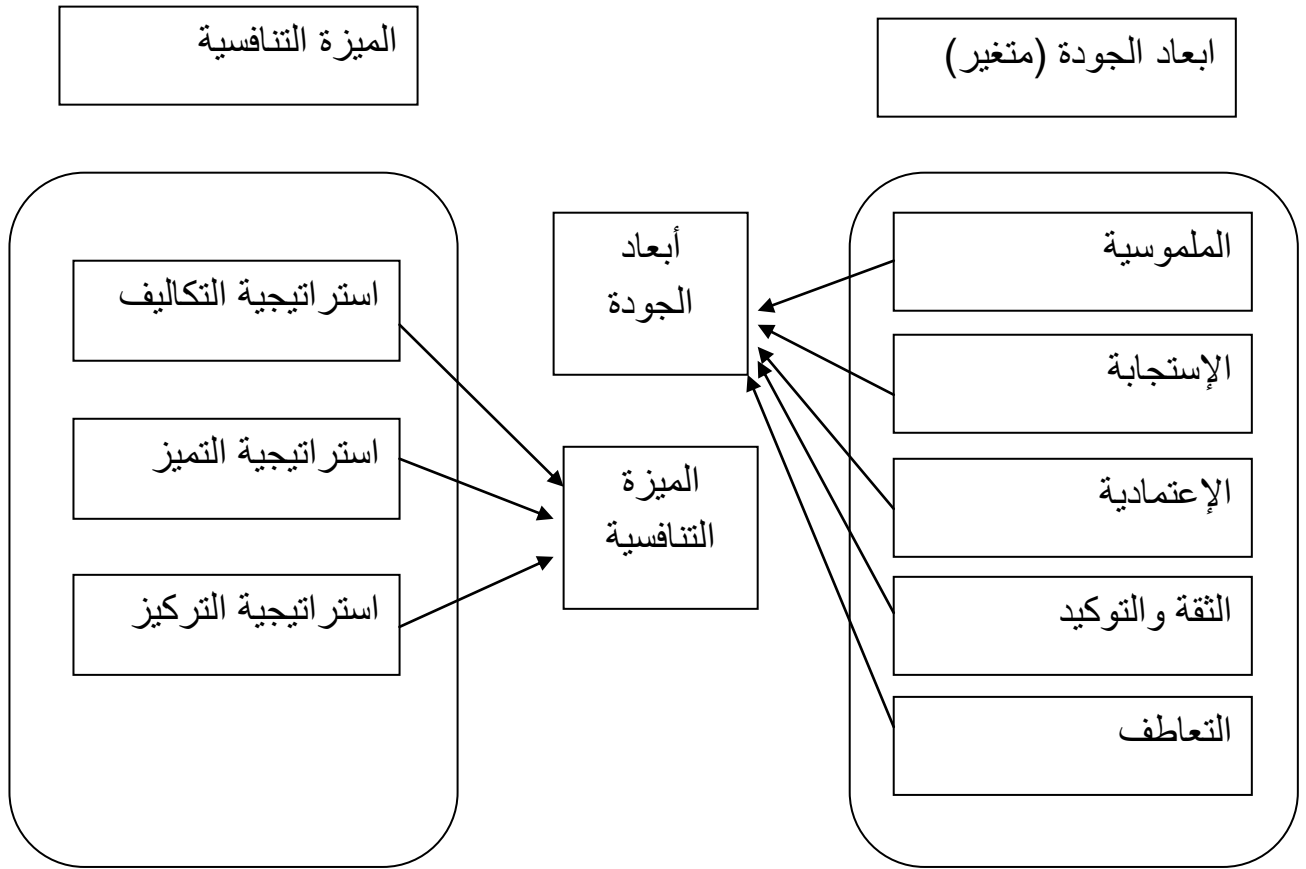 ابعاد الجودة (متغير)
الميزة التنافسية
الملموسية
الإستجابة
الإعتمادية
الثقة والتوكيد
التعاطف
أبعاد
الجودة
الميزة
التنافسية
استراتيجية التكاليف
استراتيجية التميز
استراتيجية التركيز